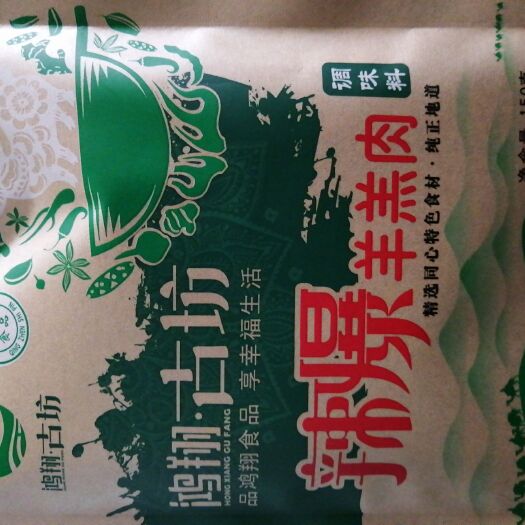 鸿翔·古坊
鸿翔·古坊
HONG XIANG GU FANG
品鸿翔食品 享幸福生活
辣爆羊羔肉
调味料
精选同心特色食材·纯正地道